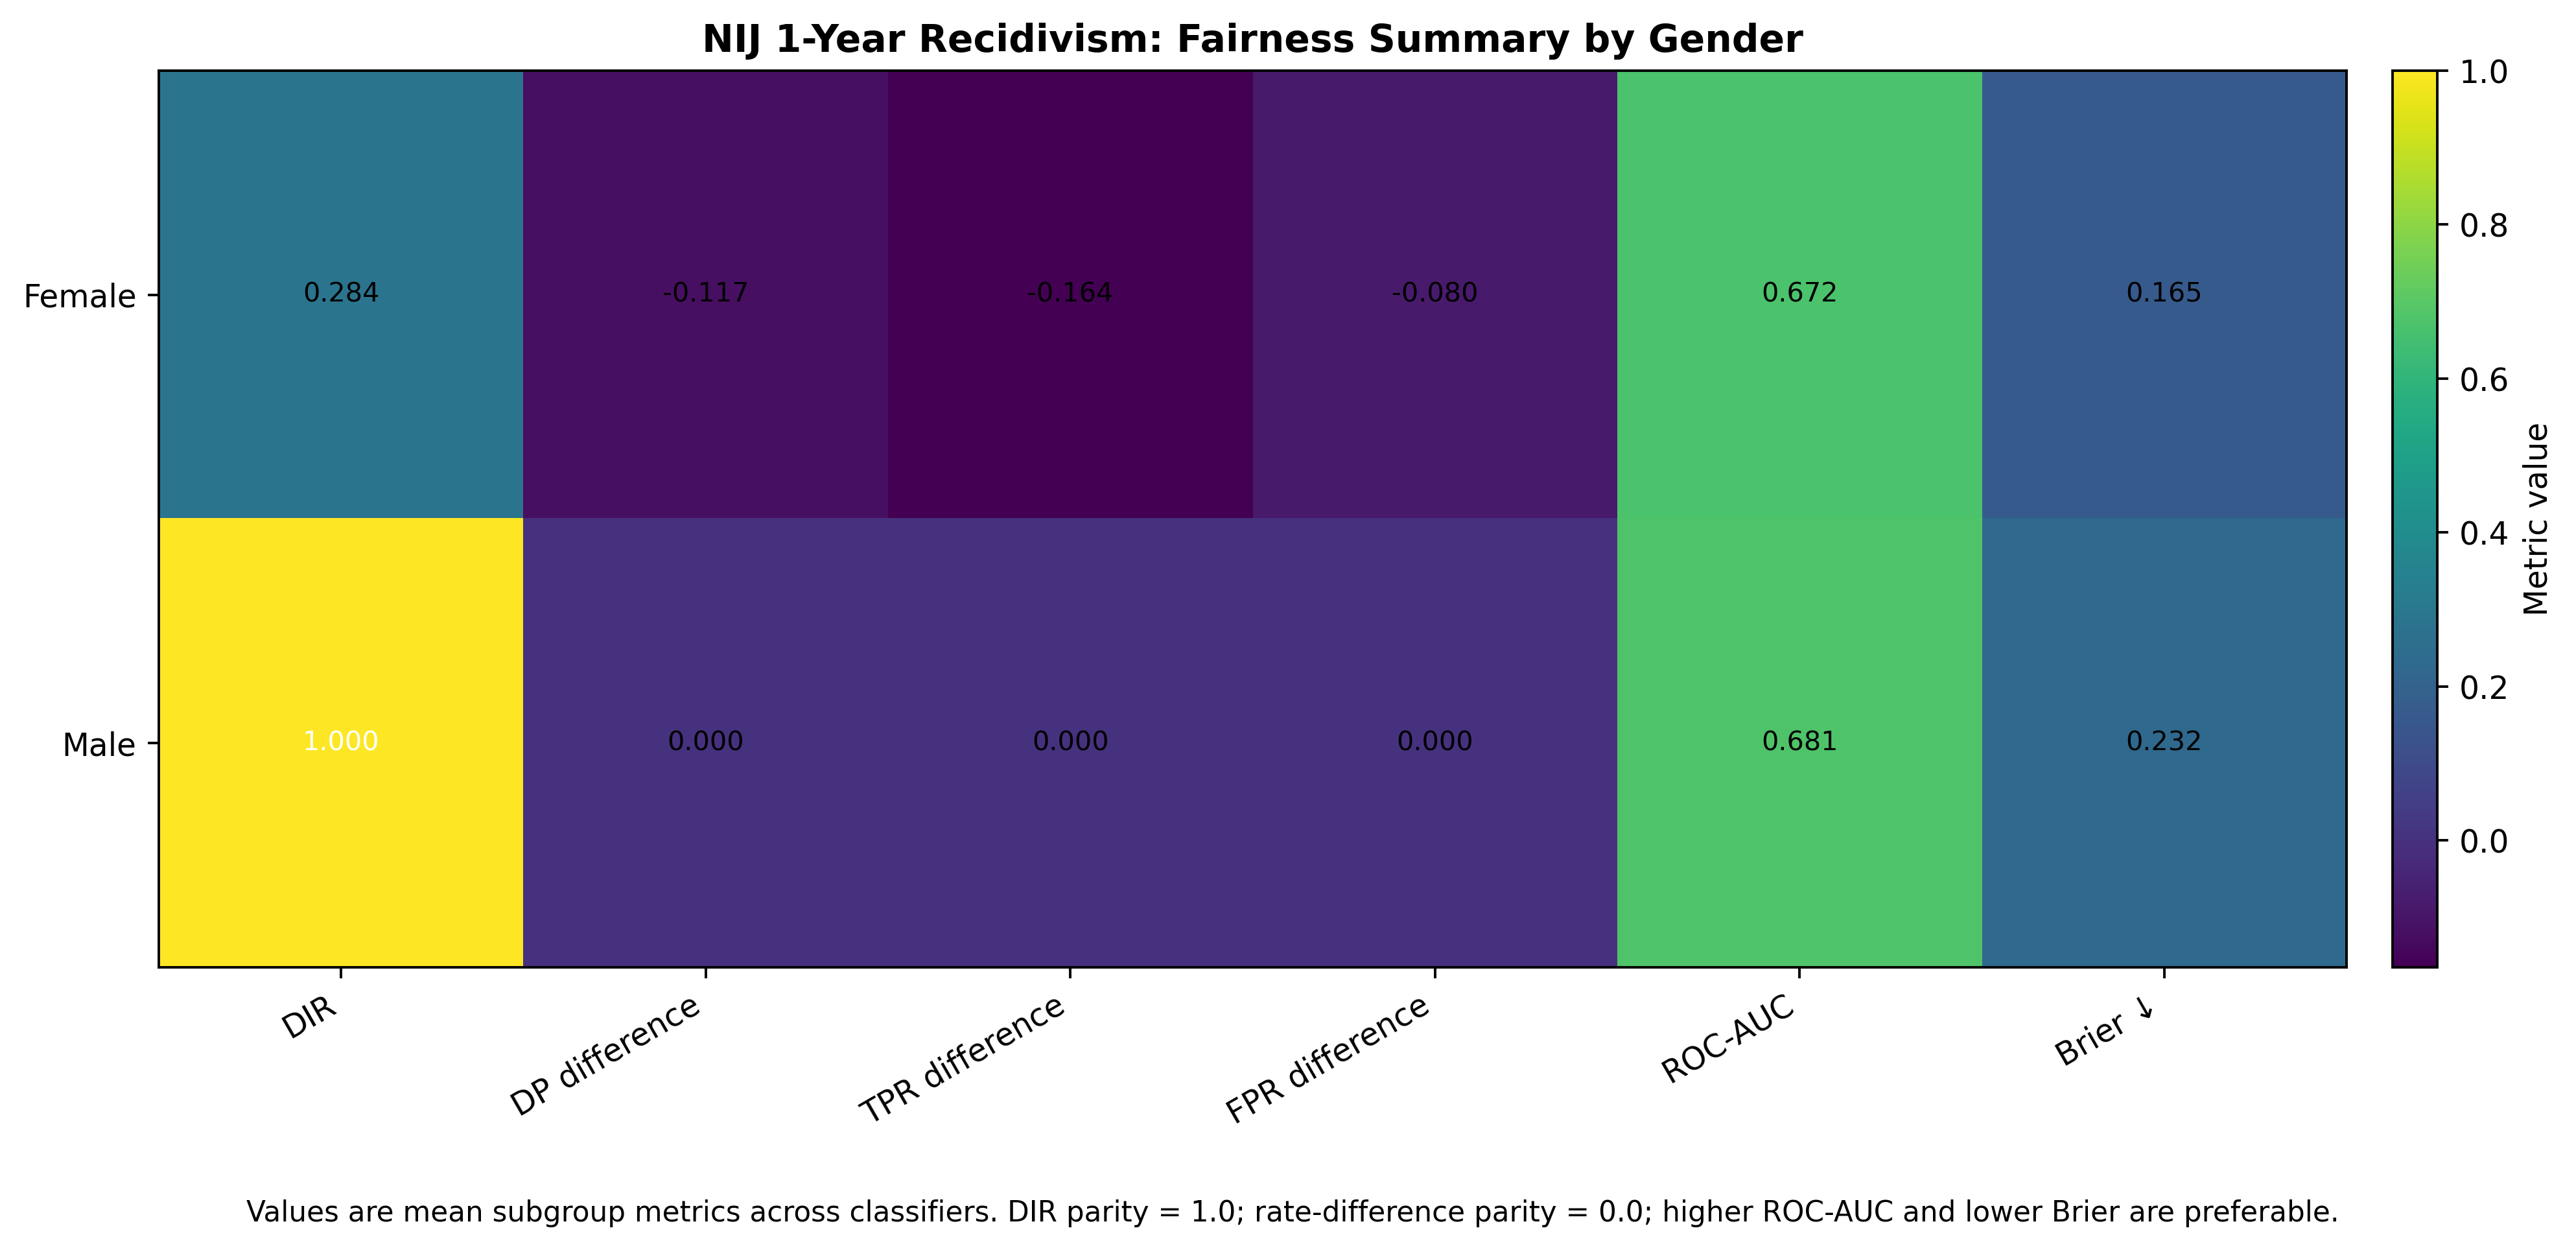 NIJ 1-Year Recidivism: Fairness Summary by Gender
Female
0.284
-0.117
-0.164
-0.080
0.672
0.165
Male
1.000
0.000
0.000
0.000
0.681
0.232
DIR
DP difference
TPR difference
FPR difference
ROC-AUC
Brier ↓
1.0
0.8
0.6
0.4
0.2
0.0
Metric value
Values are mean subgroup metrics across classifiers. DIR parity = 1.0; rate-difference parity = 0.0; higher ROC-AUC and lower Brier are preferable.